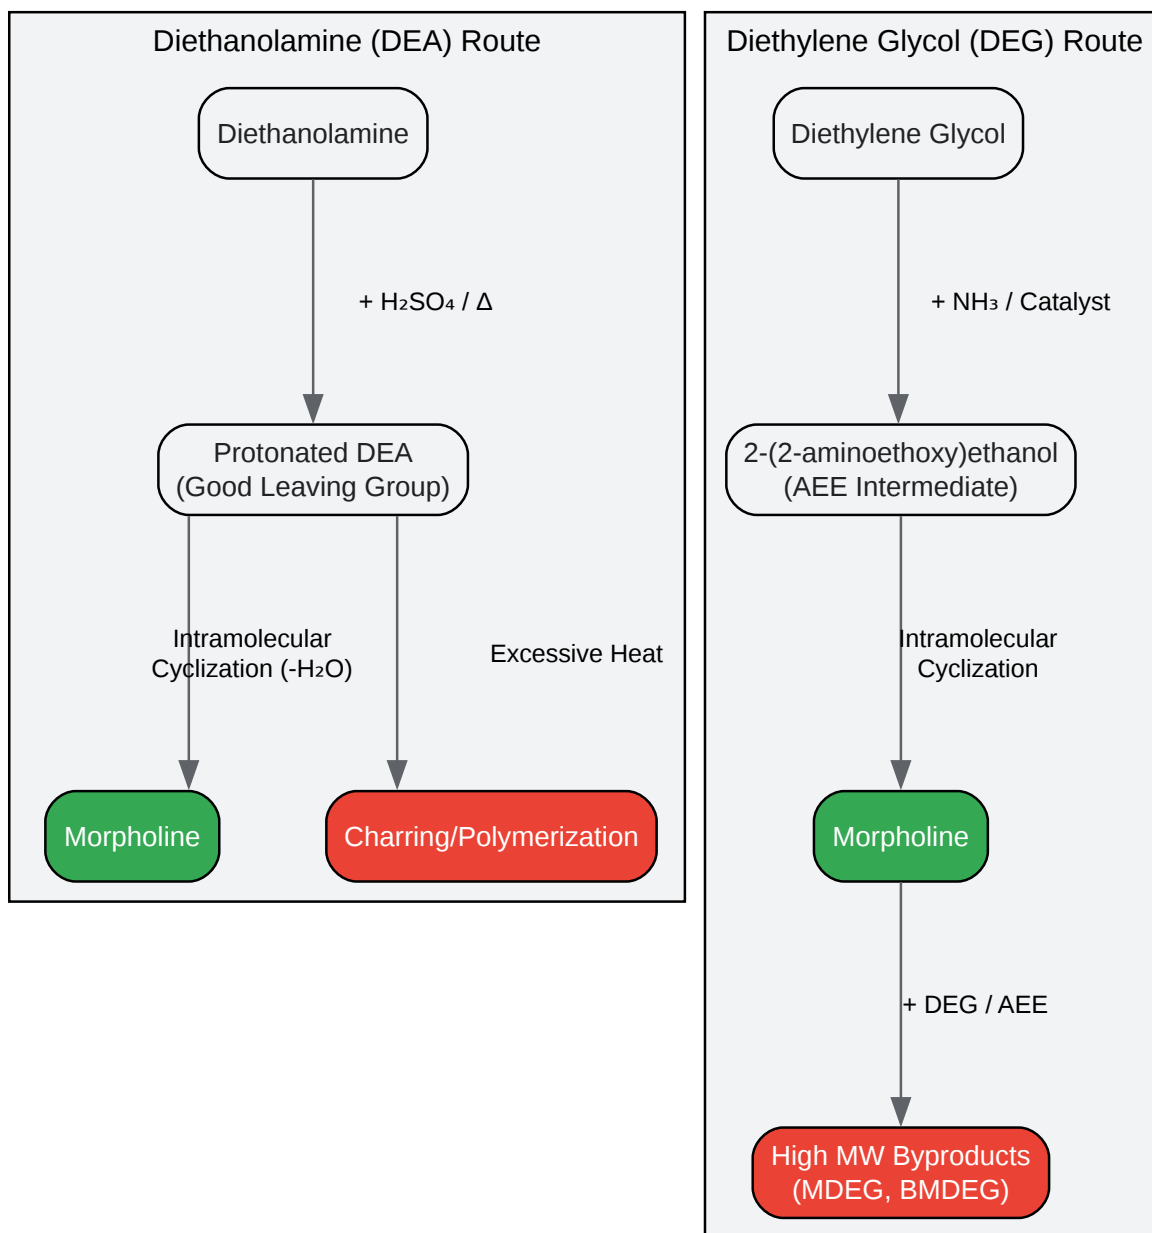 Diethanolamine (DEA) Route
Diethanolamine
+ H₂SO₄ / Δ
Protonated DEA
(Good Leaving Group)
Intramolecular
Cyclization (-H₂O)
Excessive Heat
Morpholine
Charring/Polymerization
Diethylene Glycol (DEG) Route
Diethylene Glycol
+ NH₃ / Catalyst
2-(2-aminoethoxy)ethanol
(AEE Intermediate)
Intramolecular
Cyclization
Morpholine
+ DEG / AEE
High MW Byproducts
(MDEG, BMDEG)